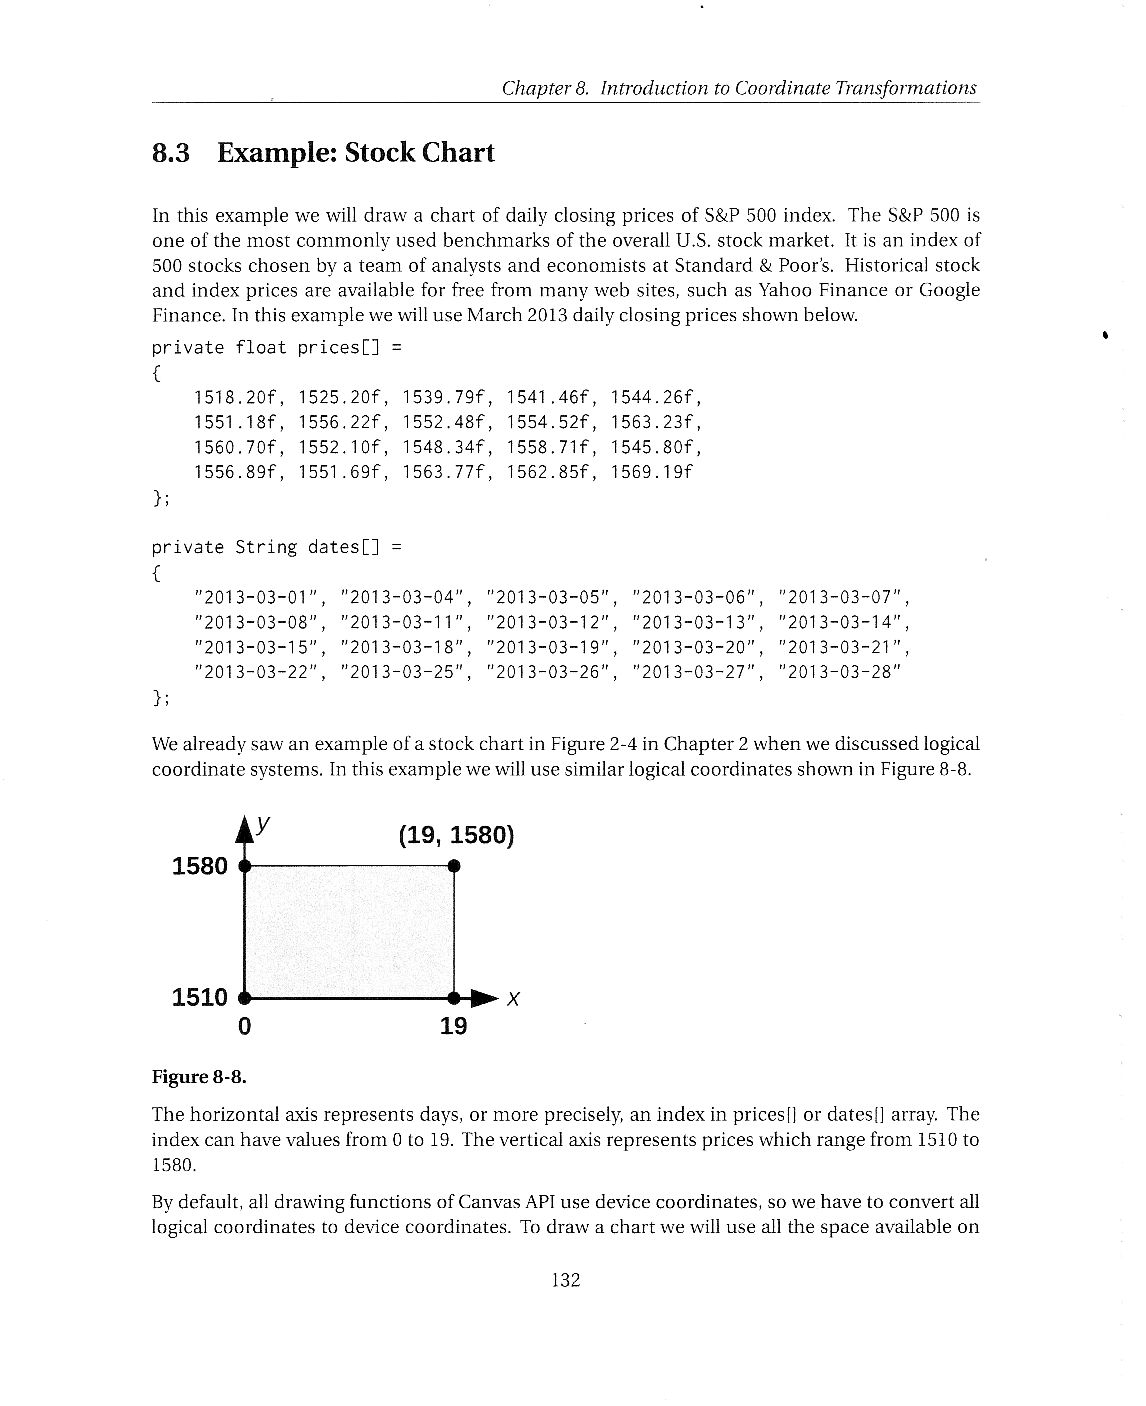 Chapter 8. Introduction to Coordinate Transformations
8.3 Example: Stock Chart
In this example we will draw a chart of daily closing prices of S&P 500 index. The S&P 500 is
one of the most commonly used benchmarks of the overall U.S. stock market. It is an index of
500 stocks chosen by a team of analysts and economists at Standard & Poor's. Historical stock
and index prices are available for free from many web sites, such as Yahoo Finance or Google
Finance. In this example we will use March 2013 daily closing prices shown below.
private float prices[] =
{
1518.20f, 1525.20f, 1539.79f, 1541.46f, 1544.26f,
1551.18f, 1556.22f, 1552.48f, 1554.52f, 1563.23f,
1560.70f, 1552.10f, 1548.34f, 1558.71f, 1545.80f,
1556.89f, 1551.69f, 1563.77f, 1562.85f, 1569.19f
};
private String dates[] =
{
"2013-03-01", "2013-03-04", "2013-03-05", "2013-03-06", "2013-03-07",
"2013-03-08", "2013-03-11", "2013-03-12", "2013-03-13", "2013-03-14",
"2013-03-15", "2013-03-18", "2013-03-19", "2013-03-20", "2013-03-21",
"2013-03-22", "2013-03-25", "2013-03-26", "2013-03-27", "2013-03-28"
};
We already saw an example of a stock chart in Figure 2-4 in Chapter 2 when we discussed logical
coordinate systems. In this example we will use similar logical coordinates shown in Figure 8-8.
y
(19, 1580)
1580
1510
x
0
19
Figure 8-8.
The horizontal axis represents days, or more precisely, an index in prices[] or dates[] array. The
index can have values from 0 to 19. The vertical axis represents prices which range from 1510 to
1580.
By default, all drawing functions of Canvas API use device coordinates, so we have to convert all
logical coordinates to device coordinates. To draw a chart we will use all the space available on
132